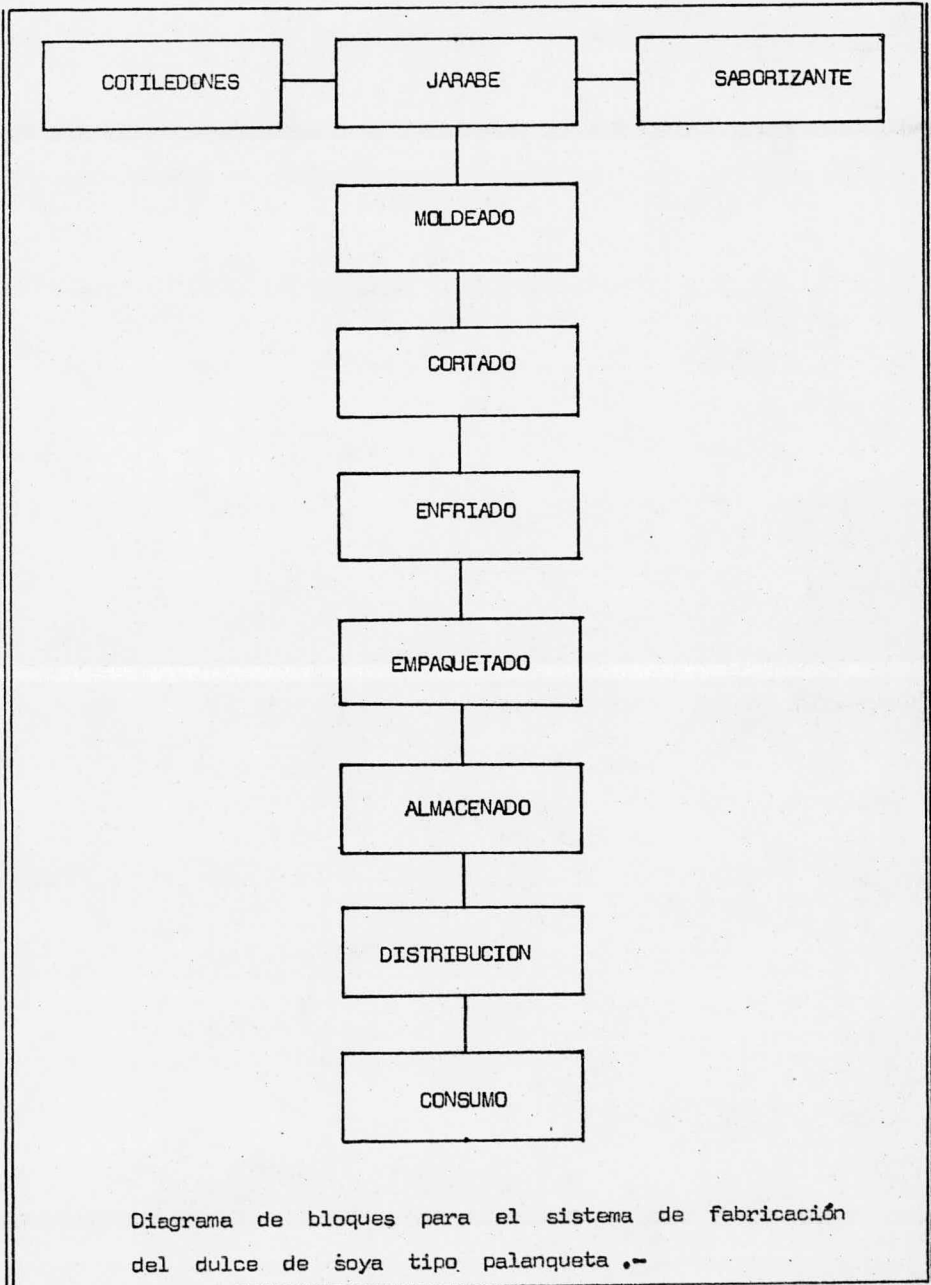 COTILEDONES JARABE SABORIZANTE
MOLDEADO
CORTADO
ENFRIADO
EMPAQUETADO
ALMACENADO
DISTRIBUCION
CONSUMO
Diagrama de bloques para el sistema de fabricación
del dulce de soya tipo palanqueta .-